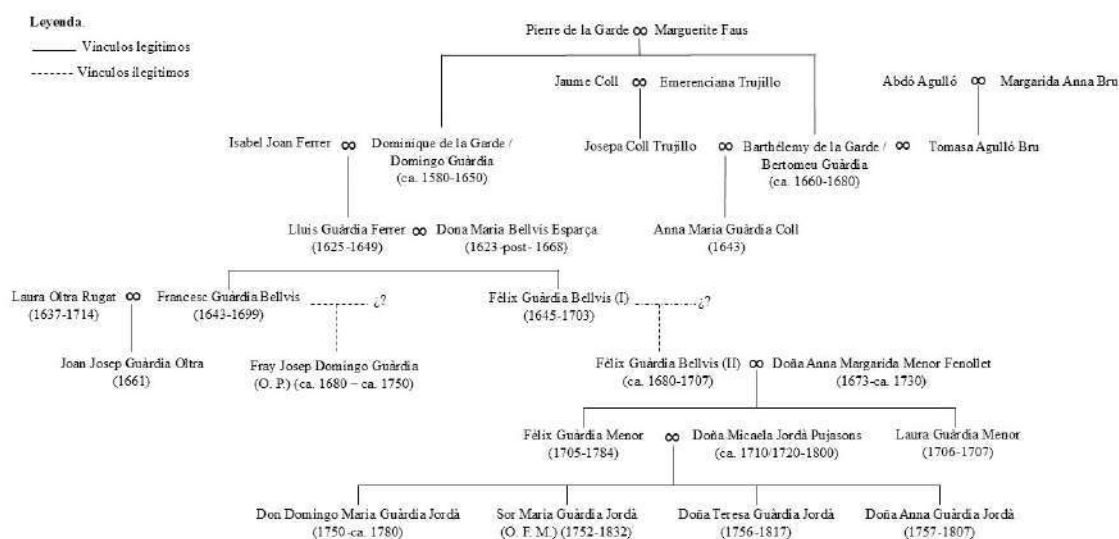 Leyenda.
Vínculos legítimos
Vínculos ilegítimos
Pierre de la Garde ∞ Marguerite Faus
Jaume Coll ∞ Emerenciana Trujillo
Abdó Agulló ∞ Margarida Anna Bru
Isabel Joan Ferrer ∞ Dominique de la Garde /
Domingo Guàrdia
(ca. 1580-1650)
Josepa Coll Trujillo ∞ Barthélemy de la Garde / ∞ Tomasa Agulló Bru
Bertomeu Guàrdia
(ca. 1660-1680)
Lluis Guàrdia Ferrer ∞ Dona Maria Bellvis Esparça
(1625-1649) (1623-post- 1668)
Anna Maria Guàrdia Coll
(1643)
Laura Oltra Rugat ∞ Francesc Guàrdia Bellvis ¿?
(1637-1714) (1643-1699)
Fèlix Guàrdia Bellvis (I) ¿?
(1645-1703)
Joan Josep Guàrdia Oltra
(1661)
Fray Josep Domingo Guàrdia
(O. P.) (ca. 1680 – ca. 1750)
Fèlix Guàrdia Bellvis (II) ∞ Doña Anna Margarida Menor Fenollet
(ca. 1680-1707) (1673-ca. 1730)
Fèlix Guàrdia Menor ∞ Doña Micaela Jordà Pujasons
(1705-1784) (ca. 1710/1720-1800)
Laura Guàrdia Menor
(1706-1707)
Don Domingo Maria Guàrdia Jordà
(1750-ca. 1780)
Sor Maria Guàrdia Jordà
(O. F. M.) (1752-1832)
Doña Teresa Guàrdia Jordà
(1756-1817)
Doña Anna Guàrdia Jordà
(1757-1807)